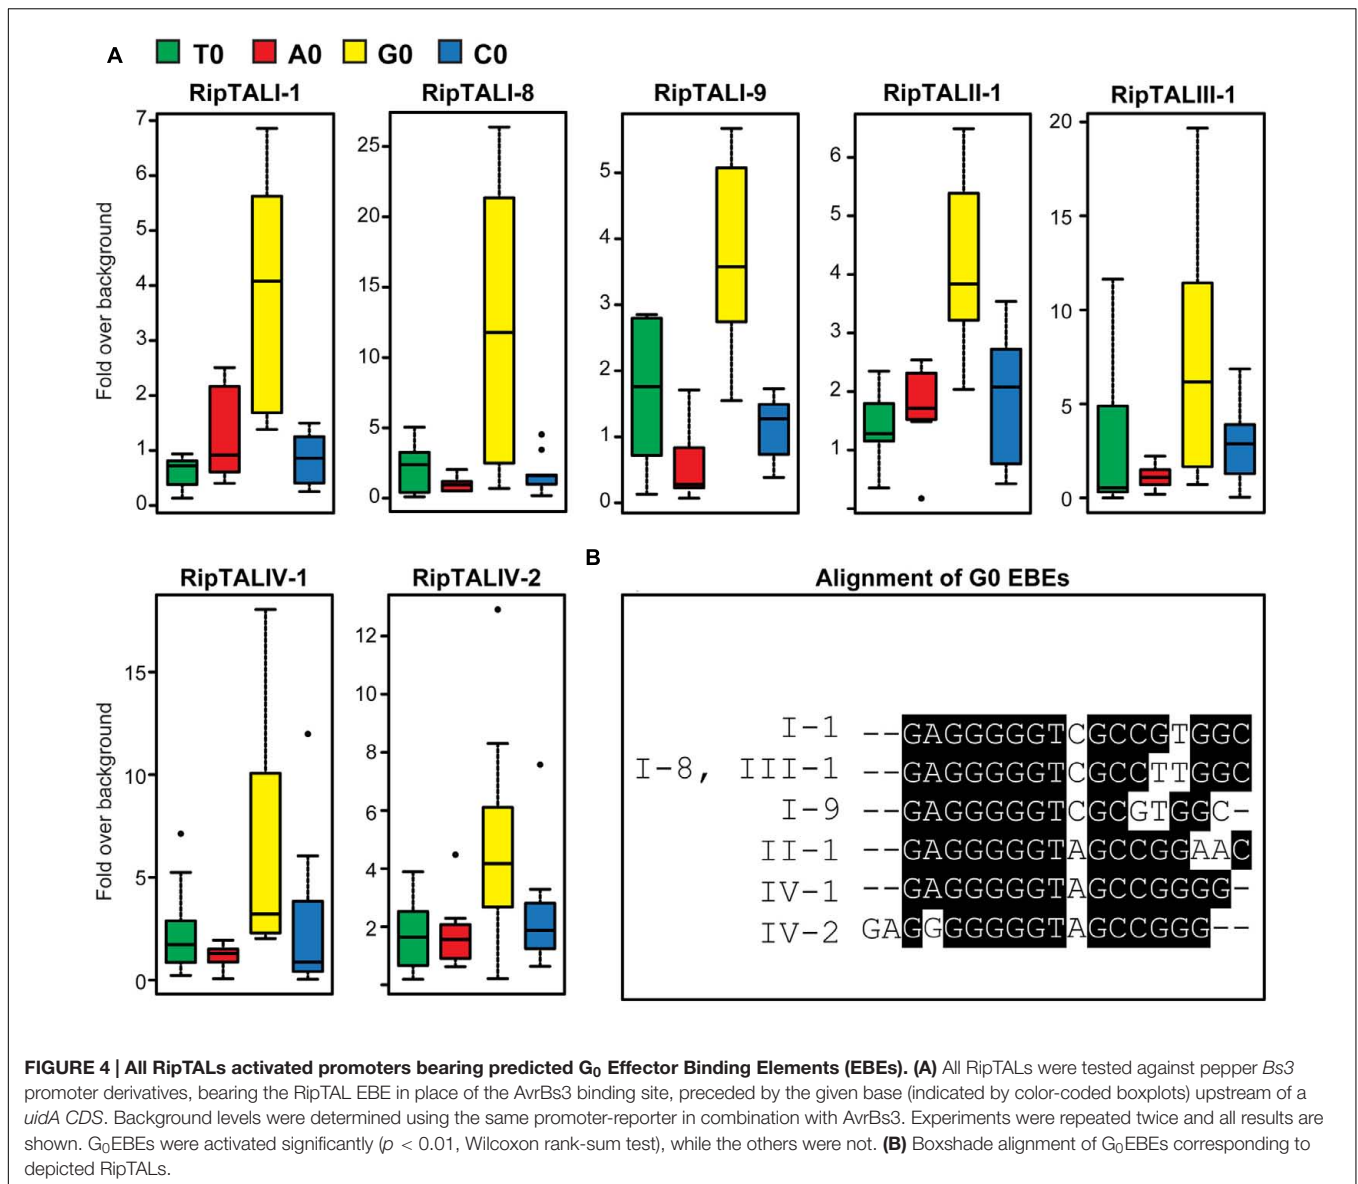 A T0 A0 G0 C0
RipTALI-1 RipTALI-8 RipTALI-9 RipTALII-1 RipTALIII-1
Fold over background
7
6
5
4
3
2
1
0
25
20
15
10
5
0
5
4
3
2
1
0
6
5
4
3
2
1
20
15
10
5
0
RipTALIV-1 RipTALIV-2
Fold over background
15
10
5
0
12
10
8
6
4
2
B
Alignment of G0 EBEs
I-1 --GAGGGGGTCGCCGTGGC
I-8, III-1 --GAGGGGGTCGCCTTGGC
I-9 --GAGGGGGTCGCGTGGC-
II-1 --GAGGGGGTAGCCGGAAC
IV-1 --GAGGGGGTAGCCGGGG-
IV-2 GAGGGGGGGTAGCCGGG--
FIGURE 4 | All RipTALs activated promoters bearing predicted G₀ Effector Binding Elements (EBEs). (A) All RipTALs were tested against pepper Bs3
promoter derivatives, bearing the RipTAL EBE in place of the AvrBs3 binding site, preceded by the given base (indicated by color-coded boxplots) upstream of a
uidA CDS. Background levels were determined using the same promoter-reporter in combination with AvrBs3. Experiments were repeated twice and all results are
shown. G₀EBEs were activated significantly (p < 0.01, Wilcoxon rank-sum test), while the others were not. (B) Boxshade alignment of G₀EBEs corresponding to
depicted RipTALs.